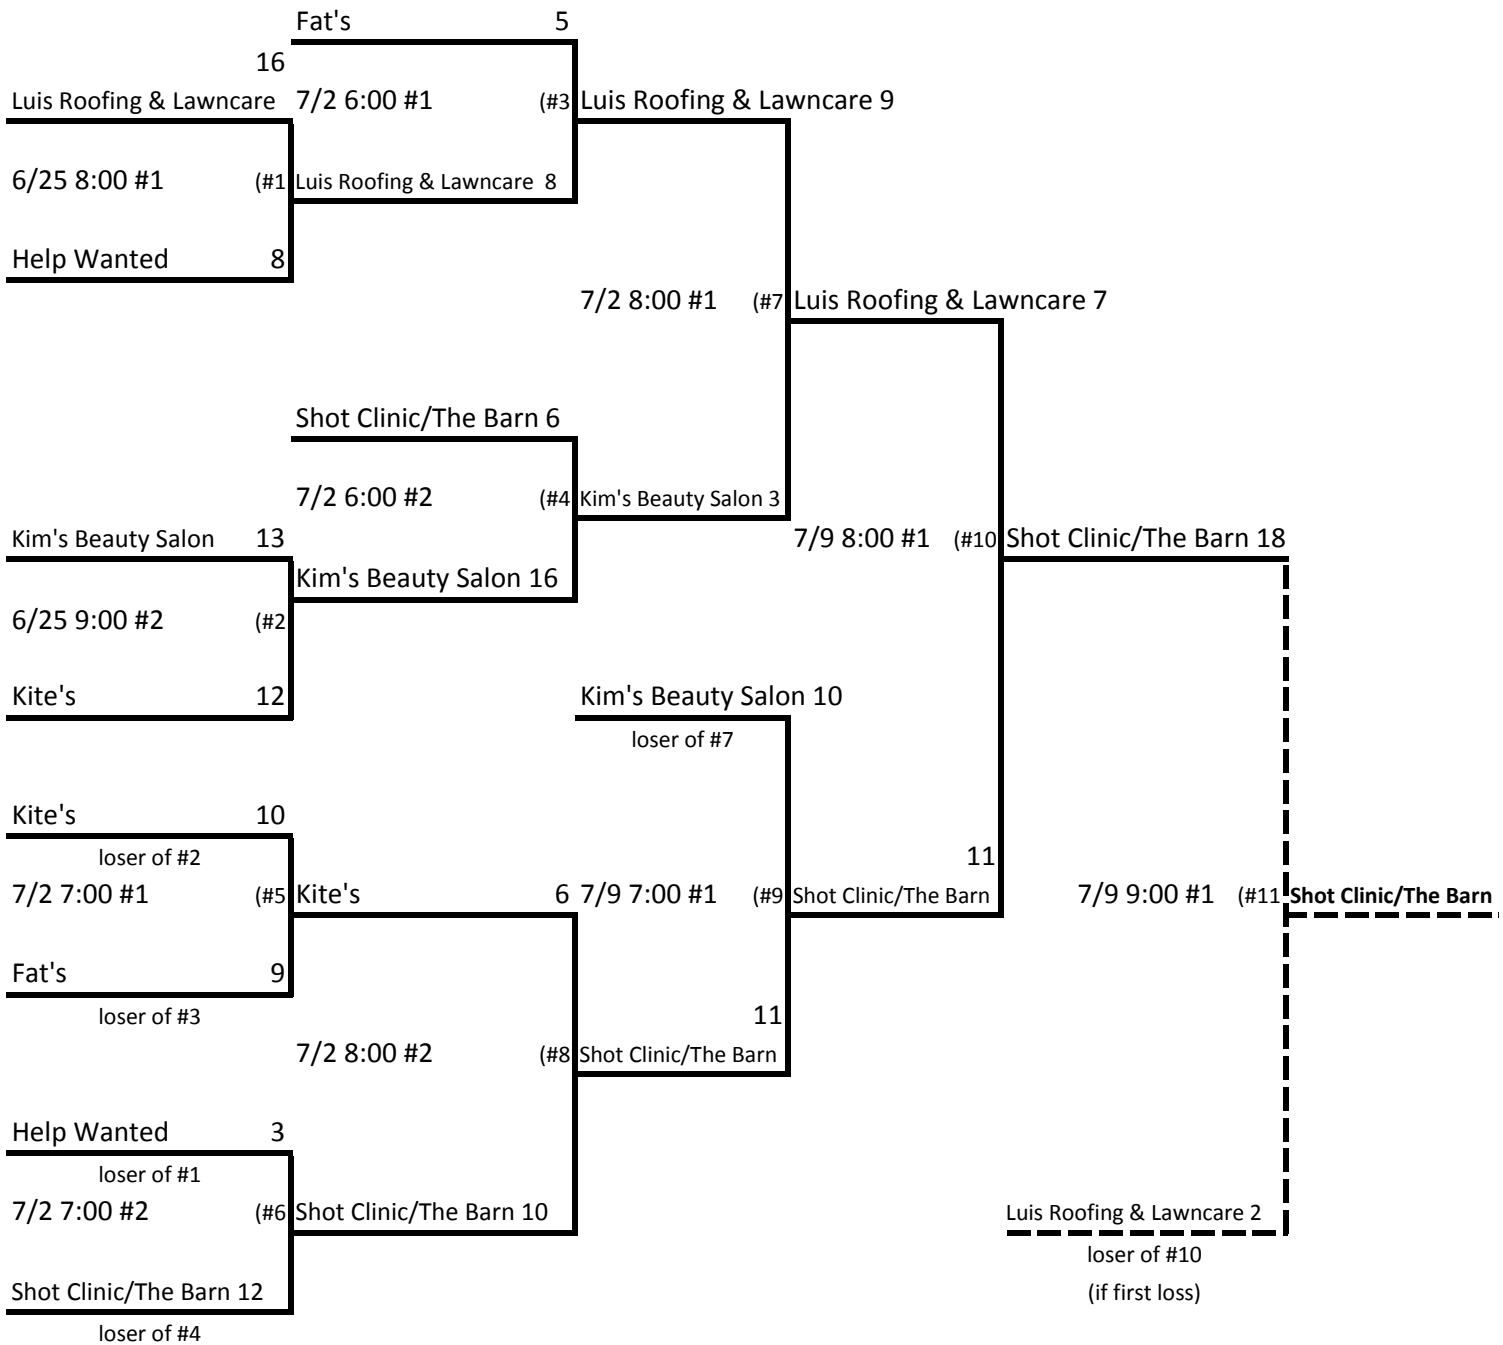 Fat's 5
16
Luis Roofing & Lawncare 7/2 6:00 #1 (#3 Luis Roofing & Lawncare 9
6/25 8:00 #1 (#1 Luis Roofing & Lawncare 8
Help Wanted 8
7/2 8:00 #1 (#7 Luis Roofing & Lawncare 7
Shot Clinic/The Barn 6
7/2 6:00 #2 (#4 Kim's Beauty Salon 3
Kim's Beauty Salon 13 7/9 8:00 #1 (#10 Shot Clinic/The Barn 18
Kim's Beauty Salon 16
6/25 9:00 #2 (#2
Kite's 12 Kim's Beauty Salon 10
loser of #7
Kite's 10
loser of #2 11
7/2 7:00 #1 (#5 Kite's 6 7/9 7:00 #1 (#9 Shot Clinic/The Barn 7/9 9:00 #1 (#11 Shot Clinic/The Barn
Fat's 9
loser of #3 11
7/2 8:00 #2 (#8 Shot Clinic/The Barn
Help Wanted 3
loser of #1
7/2 7:00 #2 (#6 Shot Clinic/The Barn 10 Luis Roofing & Lawncare 2
loser of #10
Shot Clinic/The Barn 12 (if first loss)
loser of #4